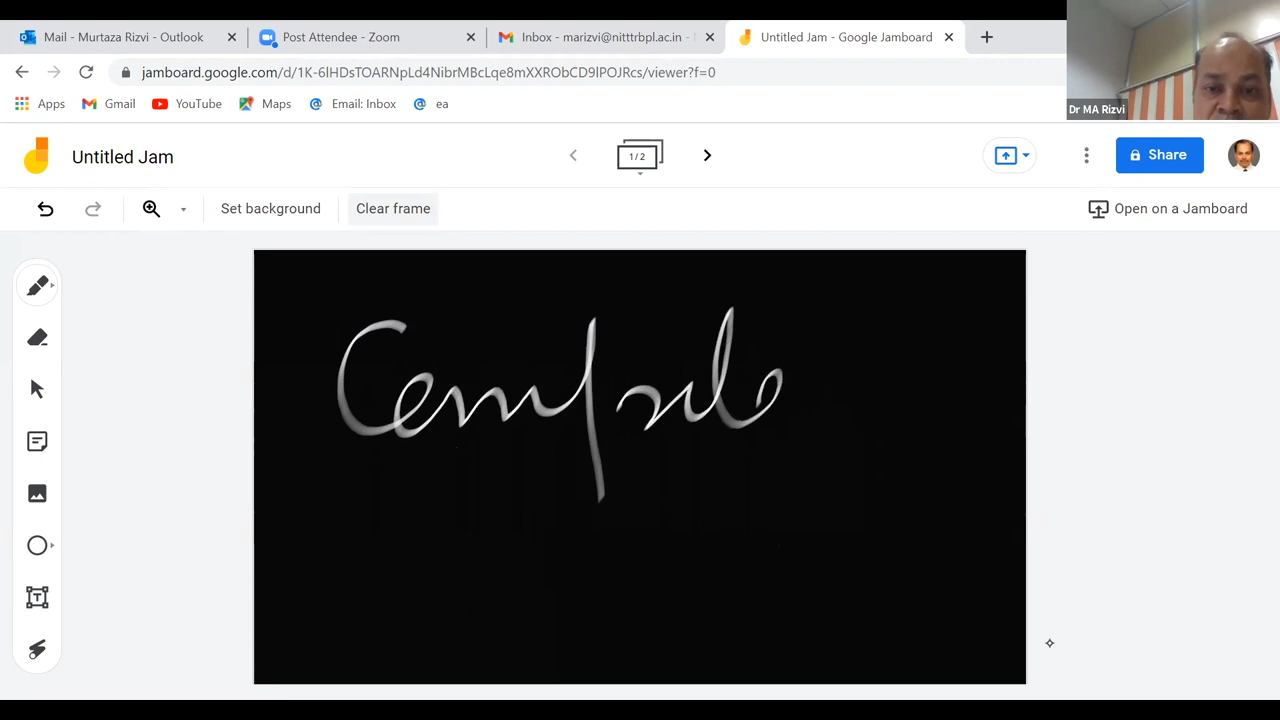 Mail - Murtaza Rizvi - Outlook
Post Attendee - Zoom
Inbox - marizvi@nitttrbpl.ac.in -
Untitled Jam - Google Jamboard
jamboard.google.com/d/1K-6lHDsTOARNpLd4NibrMBcLqe8mXXRObCD9lPOJRcs/viewer?f=0
Dr MA Rizvi
Apps
Gmail
YouTube
Maps
Email: Inbox
ea
Untitled Jam
1/2
Share
Set background
Clear frame
Open on a Jamboard